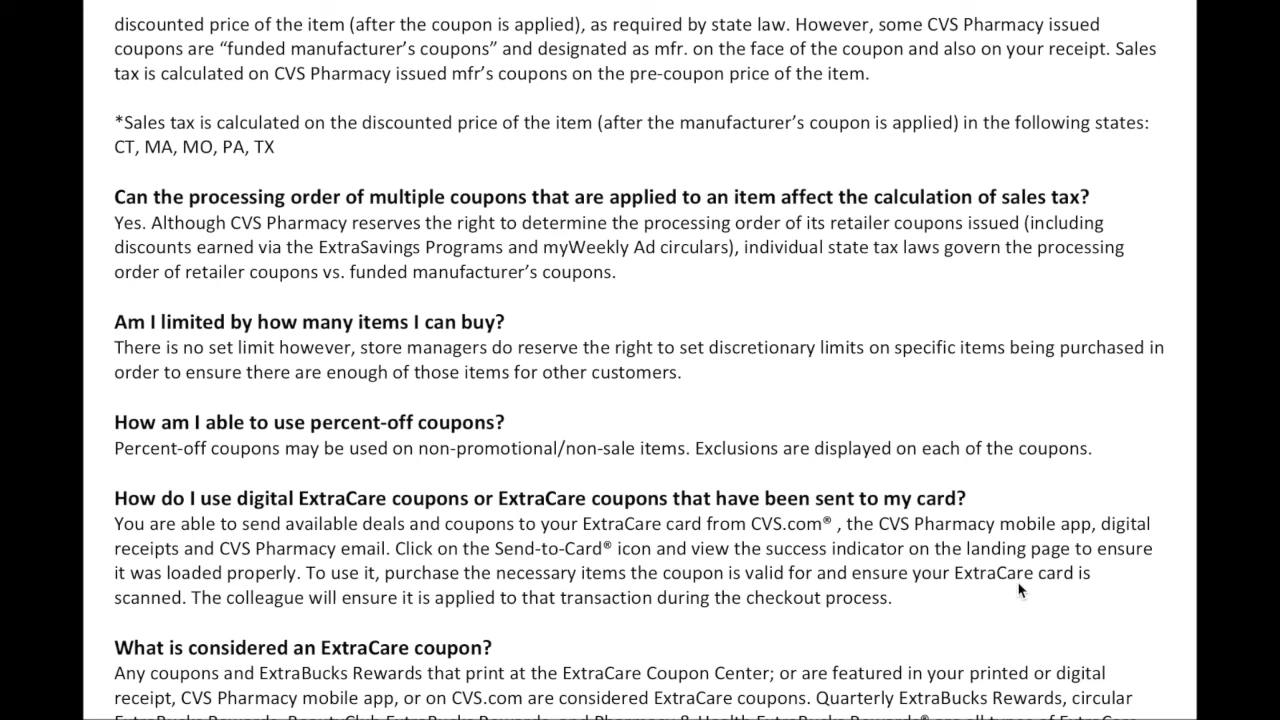 discounted price of the item (after the coupon is applied), as required by state law. However, some CVS Pharmacy issued
coupons are “funded manufacturer’s coupons” and designated as mfr. on the face of the coupon and also on your receipt. Sales
tax is calculated on CVS Pharmacy issued mfr’s coupons on the pre-coupon price of the item.
*Sales tax is calculated on the discounted price of the item (after the manufacturer’s coupon is applied) in the following states:
CT, MA, MO, PA, TX
Can the processing order of multiple coupons that are applied to an item affect the calculation of sales tax?
Yes. Although CVS Pharmacy reserves the right to determine the processing order of its retailer coupons issued (including
discounts earned via the ExtraSavings Programs and myWeekly Ad circulars), individual state tax laws govern the processing
order of retailer coupons vs. funded manufacturer’s coupons.
Am I limited by how many items I can buy?
There is no set limit however, store managers do reserve the right to set discretionary limits on specific items being purchased in
order to ensure there are enough of those items for other customers.
How am I able to use percent-off coupons?
Percent-off coupons may be used on non-promotional/non-sale items. Exclusions are displayed on each of the coupons.
How do I use digital ExtraCare coupons or ExtraCare coupons that have been sent to my card?
You are able to send available deals and coupons to your ExtraCare card from CVS.com® , the CVS Pharmacy mobile app, digital
receipts and CVS Pharmacy email. Click on the Send-to-Card® icon and view the success indicator on the landing page to ensure
it was loaded properly. To use it, purchase the necessary items the coupon is valid for and ensure your ExtraCare card is
scanned. The colleague will ensure it is applied to that transaction during the checkout process.
What is considered an ExtraCare coupon?
Any coupons and ExtraBucks Rewards that print at the ExtraCare Coupon Center; or are featured in your printed or digital
receipt, CVS Pharmacy mobile app, or on CVS.com are considered ExtraCare coupons. Quarterly ExtraBucks Rewards, circular